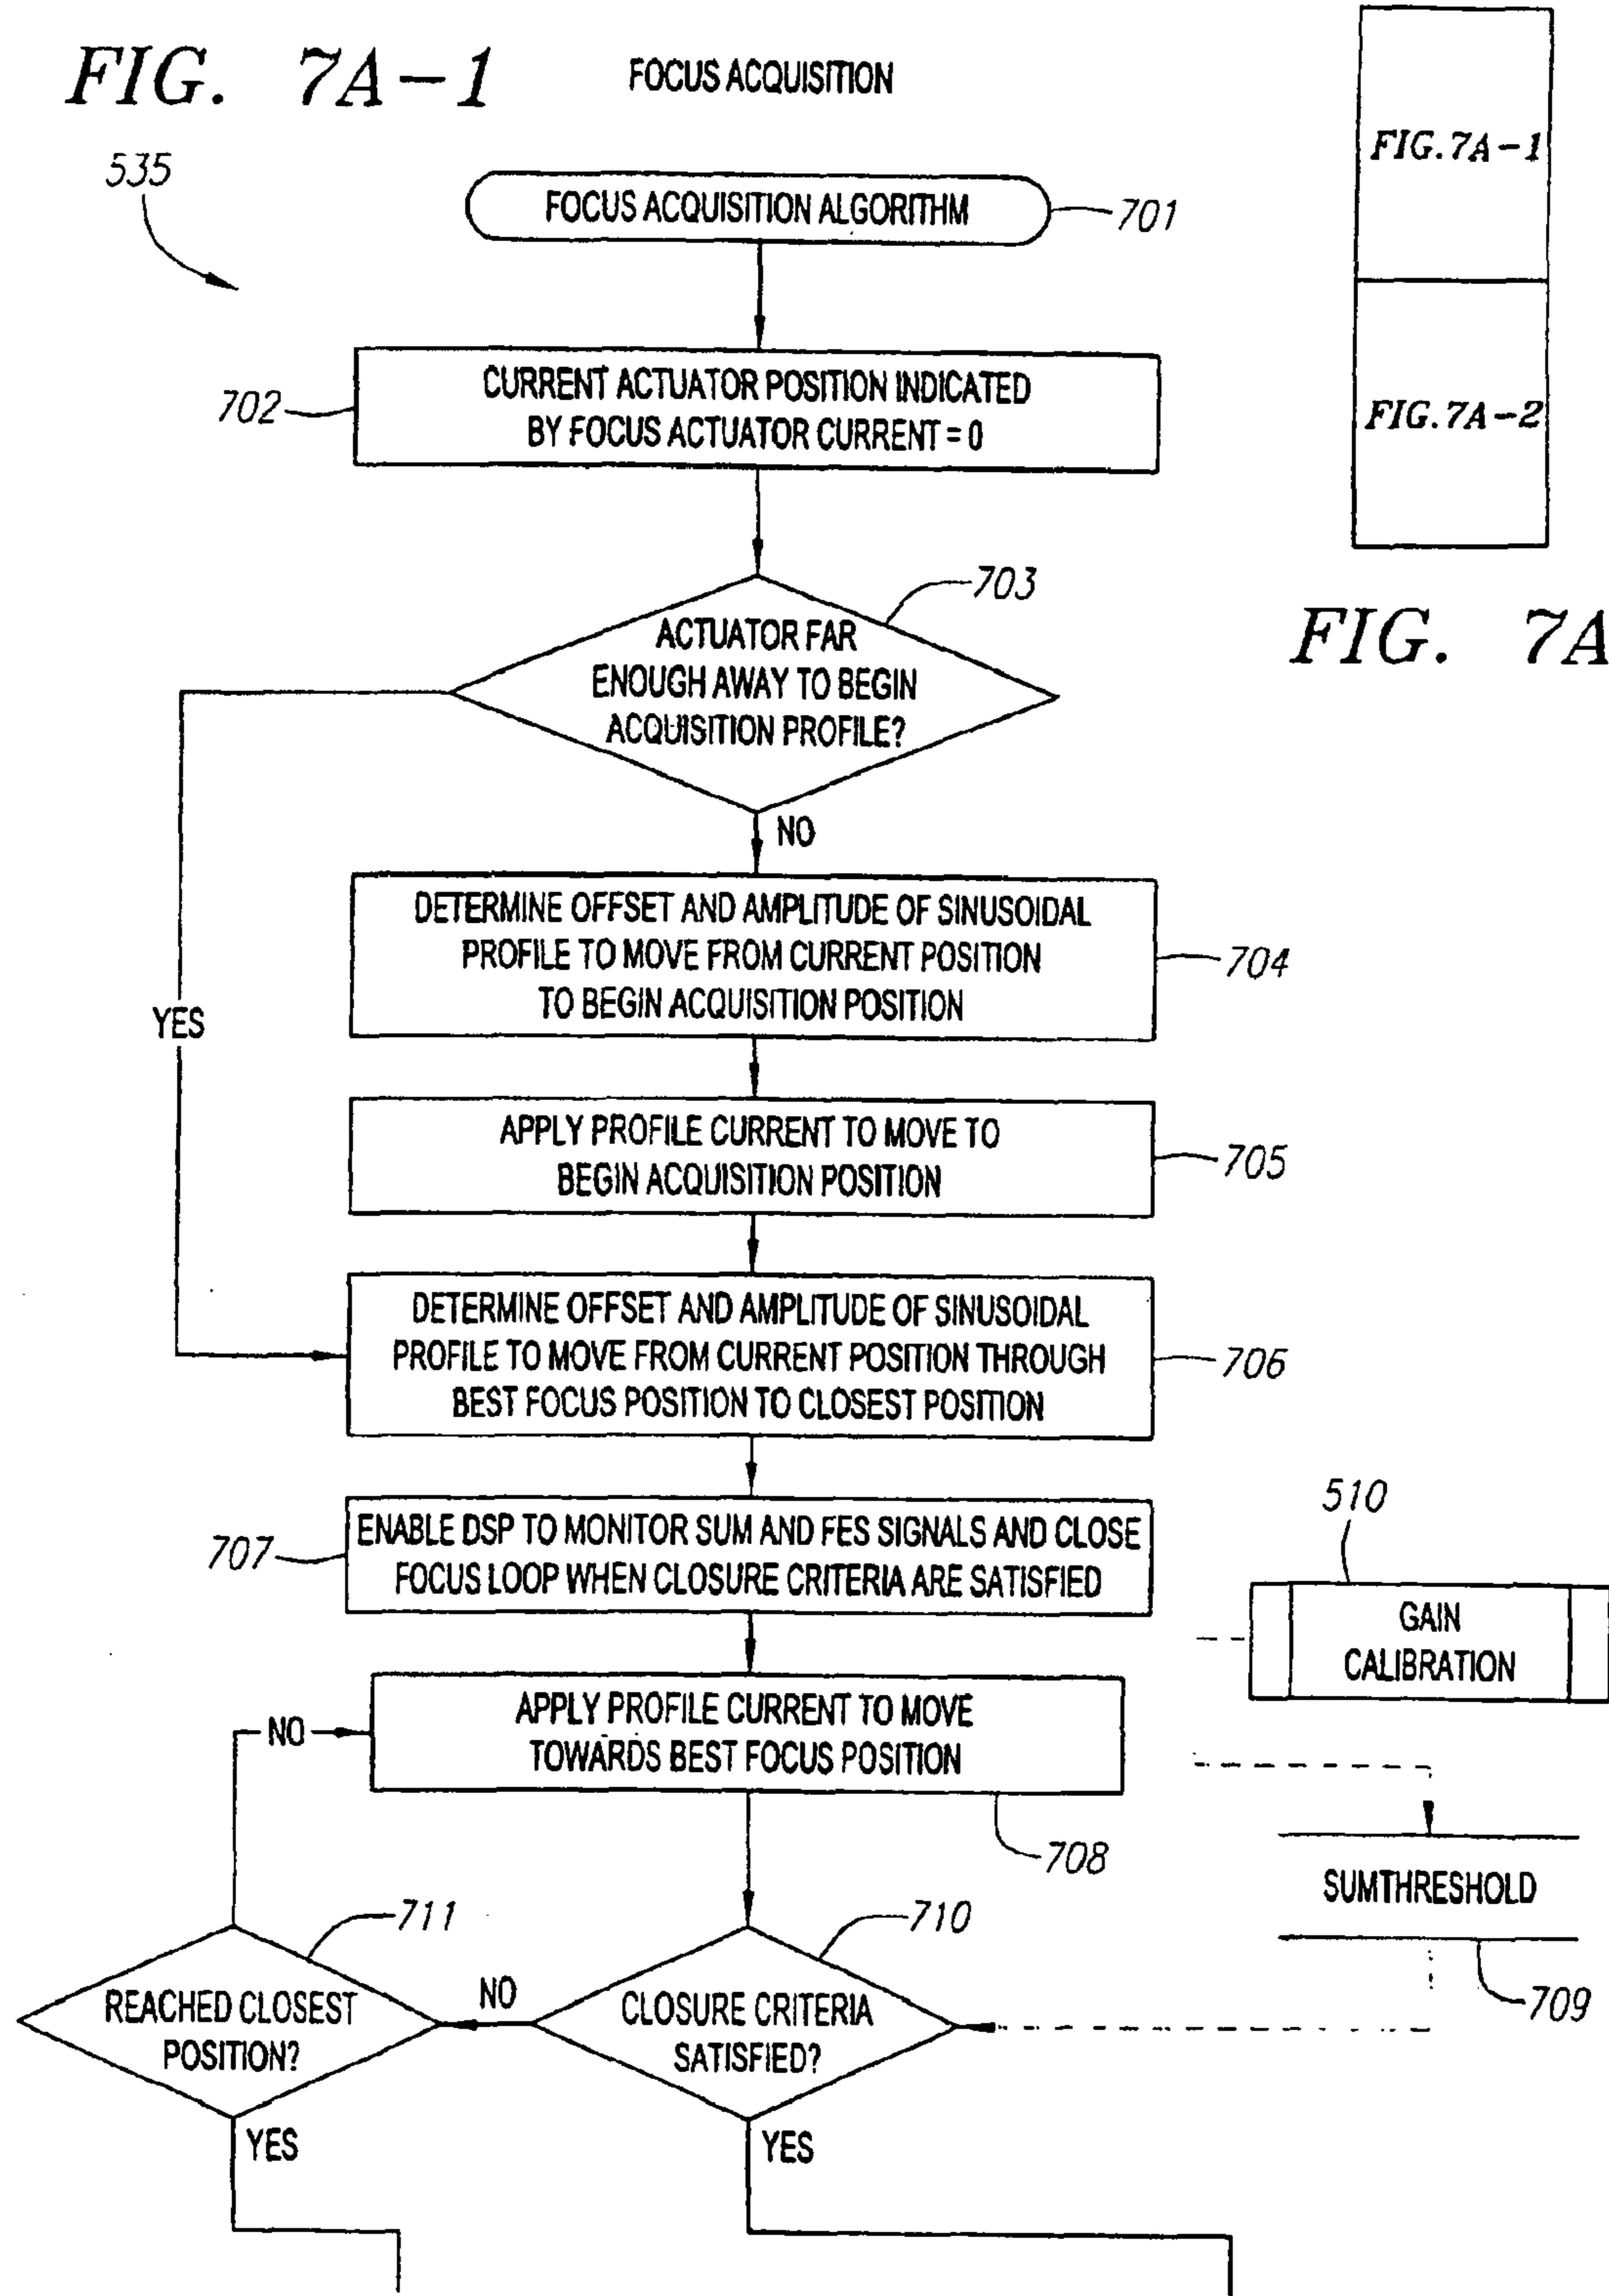 FIG. 7A-1
FOCUS ACQUISITION
FIG.7A-1
FIG.7A-2
FIG. 7A
535
FOCUS ACQUISITION ALGORITHM
701
702
CURRENT ACTUATOR POSITION INDICATED
BY FOCUS ACTUATOR CURRENT = 0
703
ACTUATOR FAR
ENOUGH AWAY TO BEGIN
ACQUISITION PROFILE?
NO
YES
DETERMINE OFFSET AND AMPLITUDE OF SINUSOIDAL
PROFILE TO MOVE FROM CURRENT POSITION
TO BEGIN ACQUISITION POSITION
704
APPLY PROFILE CURRENT TO MOVE TO
BEGIN ACQUISITION POSITION
705
DETERMINE OFFSET AND AMPLITUDE OF SINUSOIDAL
PROFILE TO MOVE FROM CURRENT POSITION THROUGH
BEST FOCUS POSITION TO CLOSEST POSITION
706
707
ENABLE DSP TO MONITOR SUM AND FES SIGNALS AND CLOSE
FOCUS LOOP WHEN CLOSURE CRITERIA ARE SATISFIED
510
GAIN
CALIBRATION
NO
APPLY PROFILE CURRENT TO MOVE
TOWARDS BEST FOCUS POSITION
708
SUMTHRESHOLD
709
711
REACHED CLOSEST
POSITION?
NO
710
CLOSURE CRITERIA
SATISFIED?
YES
YES